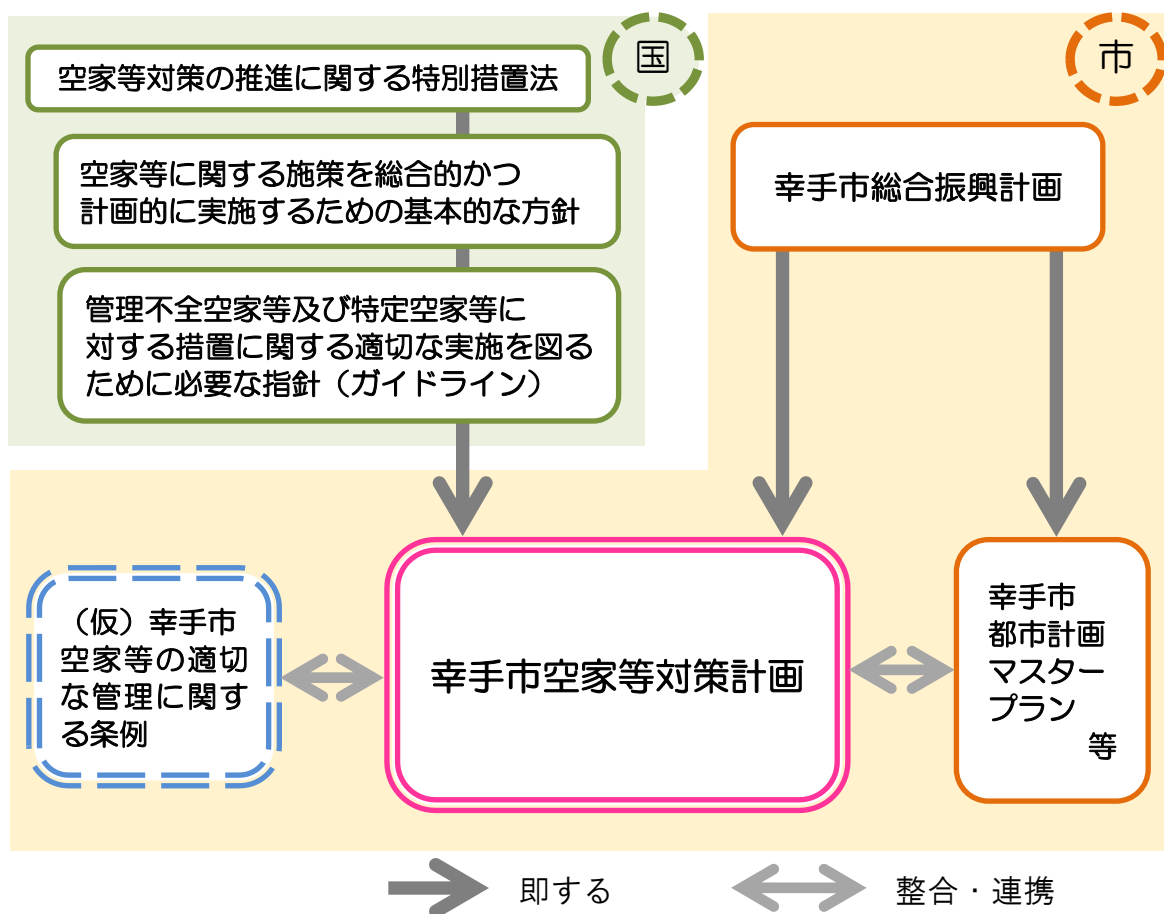 国
空家等対策の推進に関する特別措置法
空家等に関する施策を総合的かつ
計画的に実施するための基本的な方針
管理不全空家等及び特定空家等に
対する措置に関する適切な実施を図る
ために必要な指針（ガイドライン）
市
幸手市総合振興計画
（仮）幸手市
空家等の適切
な管理に関す
る条例
幸手市空家等対策計画
幸手市
都市計画
マスター
プラン
等
即する
整合・連携